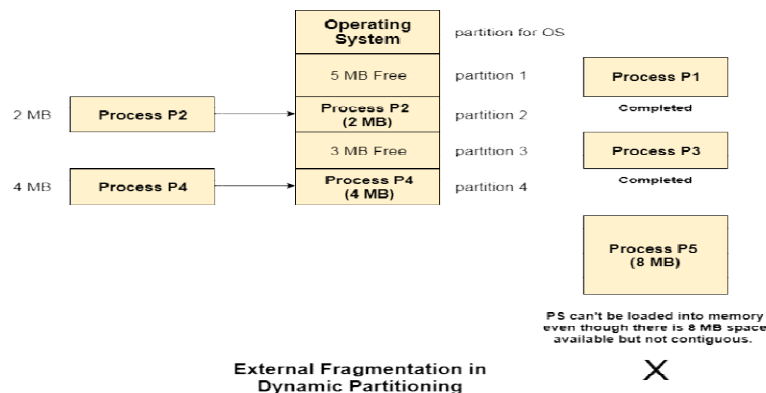 Operating
System
partition for OS
5 MB Free
partition 1
Process P1
Completed
2 MB
Process P2
Process P2
(2 MB)
partition 2
3 MB Free
partition 3
Process P3
Completed
4 MB
Process P4
Process P4
(4 MB)
partition 4
Process P5
(8 MB)
PS can't be loaded into memory
even though there is 8 MB space
available but not contiguous.
External Fragmentation in
Dynamic Partitioning
X